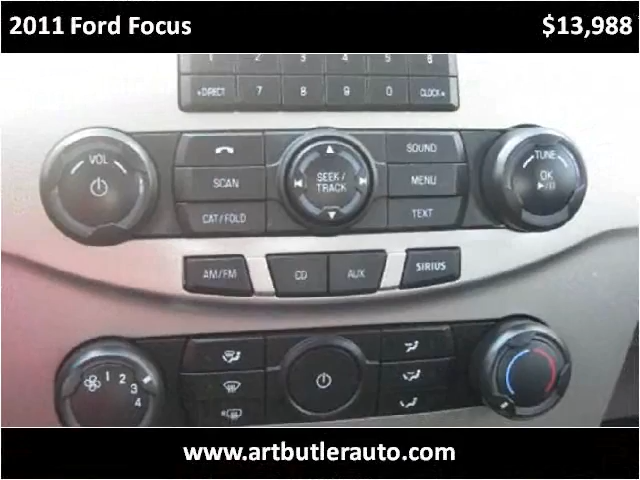 2011 Ford Focus $13,988
1 2 3 4 5 6
•DIRECT 7 8 9 0 CLOCK•
VOL SOUND TUNE
SEEK/ OK
SCAN TRACK MENU
CAT/FOLD TEXT
AM/FM CD AUX SIRIUS
1 2 3 4
www.artbutlerauto.com